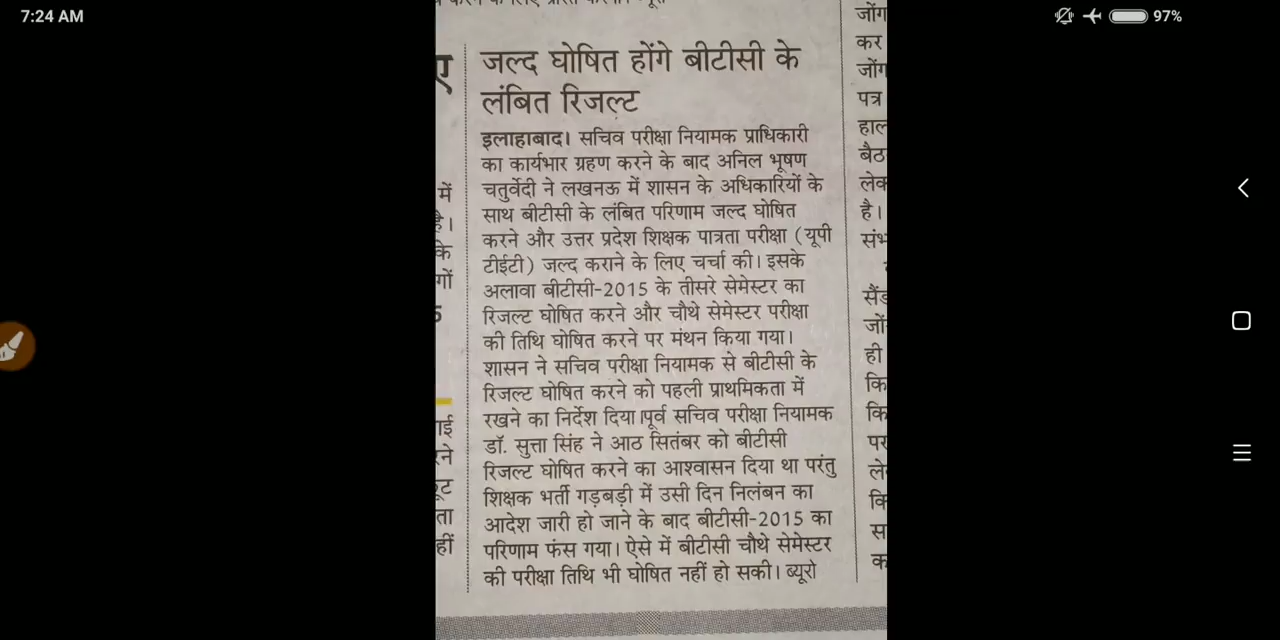 7:24 AM
97%
जल्द घोषित होंगे बीटीसी के
लंबित रिजल्ट
इलाहाबाद। सचिव परीक्षा नियामक प्राधिकारी
का कार्यभार ग्रहण करने के बाद अनिल भूषण
चतुर्वेदी ने लखनऊ में शासन के अधिकारियों के
साथ बीटीसी के लंबित परिणाम जल्द घोषित
करने और उत्तर प्रदेश शिक्षक पात्रता परीक्षा (यूपी
टीईटी) जल्द कराने के लिए चर्चा की। इसके
अलावा बीटीसी-2015 के तीसरे सेमेस्टर का
रिजल्ट घोषित करने और चौथे सेमेस्टर परीक्षा
की तिथि घोषित करने पर मंथन किया गया।
शासन ने सचिव परीक्षा नियामक से बीटीसी के
रिजल्ट घोषित करने को पहली प्राथमिकता में
रखने का निर्देश दिया।पूर्व सचिव परीक्षा नियामक
डॉ. सुत्ता सिंह ने आठ सितंबर को बीटीसी
रिजल्ट घोषित करने का आश्वासन दिया था परंतु
शिक्षक भर्ती गड़बड़ी में उसी दिन निलंबन का
आदेश जारी हो जाने के बाद बीटीसी-2015 का
परिणाम फंस गया। ऐसे में बीटीसी चौथे सेमेस्टर
की परीक्षा तिथि भी घोषित नहीं हो सकी। ब्यूरो